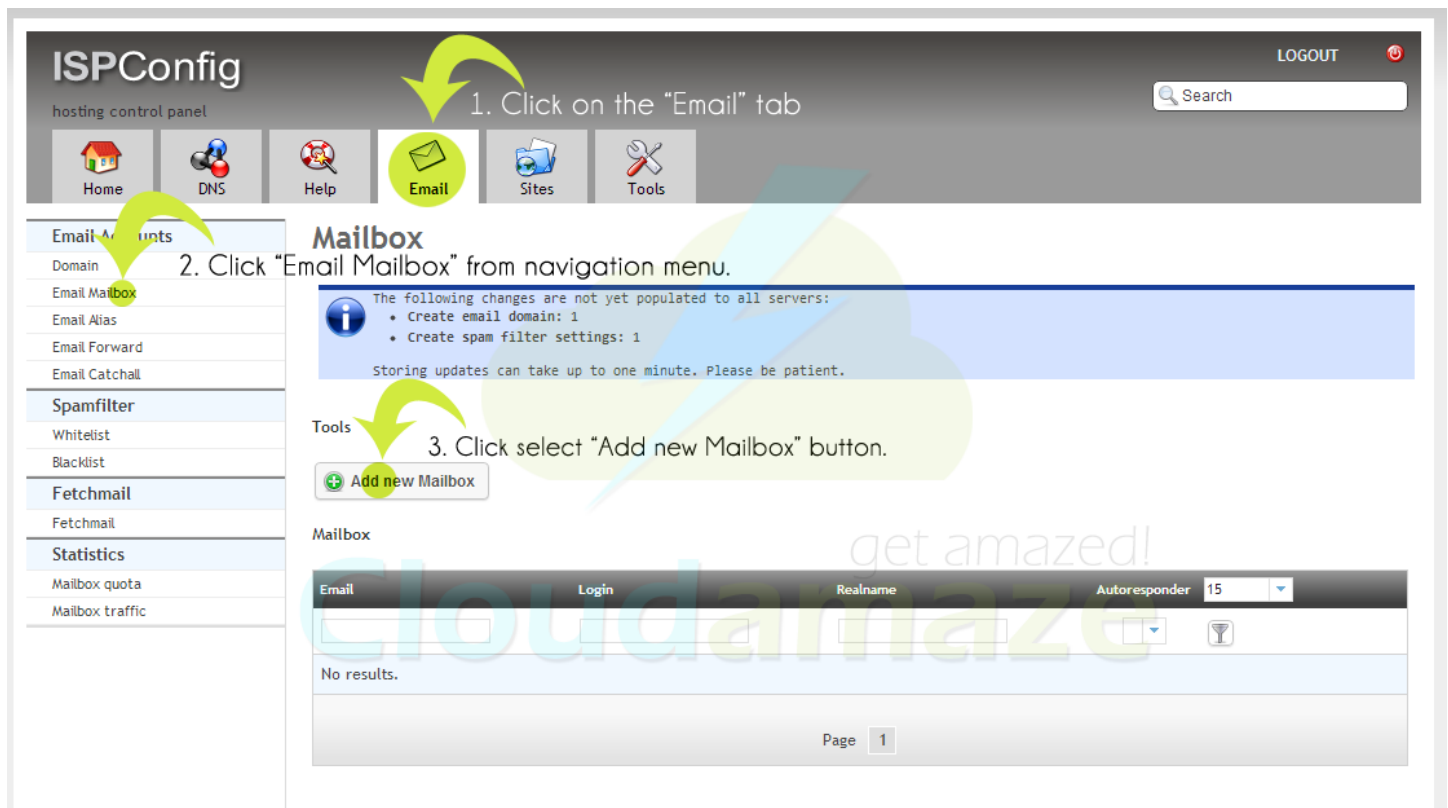 ISPConfig
hosting control panel
LOGOUT
Search
1. Click on the “Email” tab
Home
DNS
Help
Email
Sites
Tools
Email Accounts
Domain
Email Mailbox
Email Alias
Email Forward
Email Catchall
Spamfilter
Whitelist
Blacklist
Fetchmail
Fetchmail
Statistics
Mailbox quota
Mailbox traffic
Mailbox
2. Click “Email Mailbox” from navigation menu.
The following changes are not yet populated to all servers:
• Create email domain: 1
• Create spam filter settings: 1
Storing updates can take up to one minute. Please be patient.
Tools
3. Click select “Add new Mailbox” button.
Add new Mailbox
Mailbox
get amazed!
Cloudamaze
Email Login Realname Autoresponder 15
No results.
Page 1